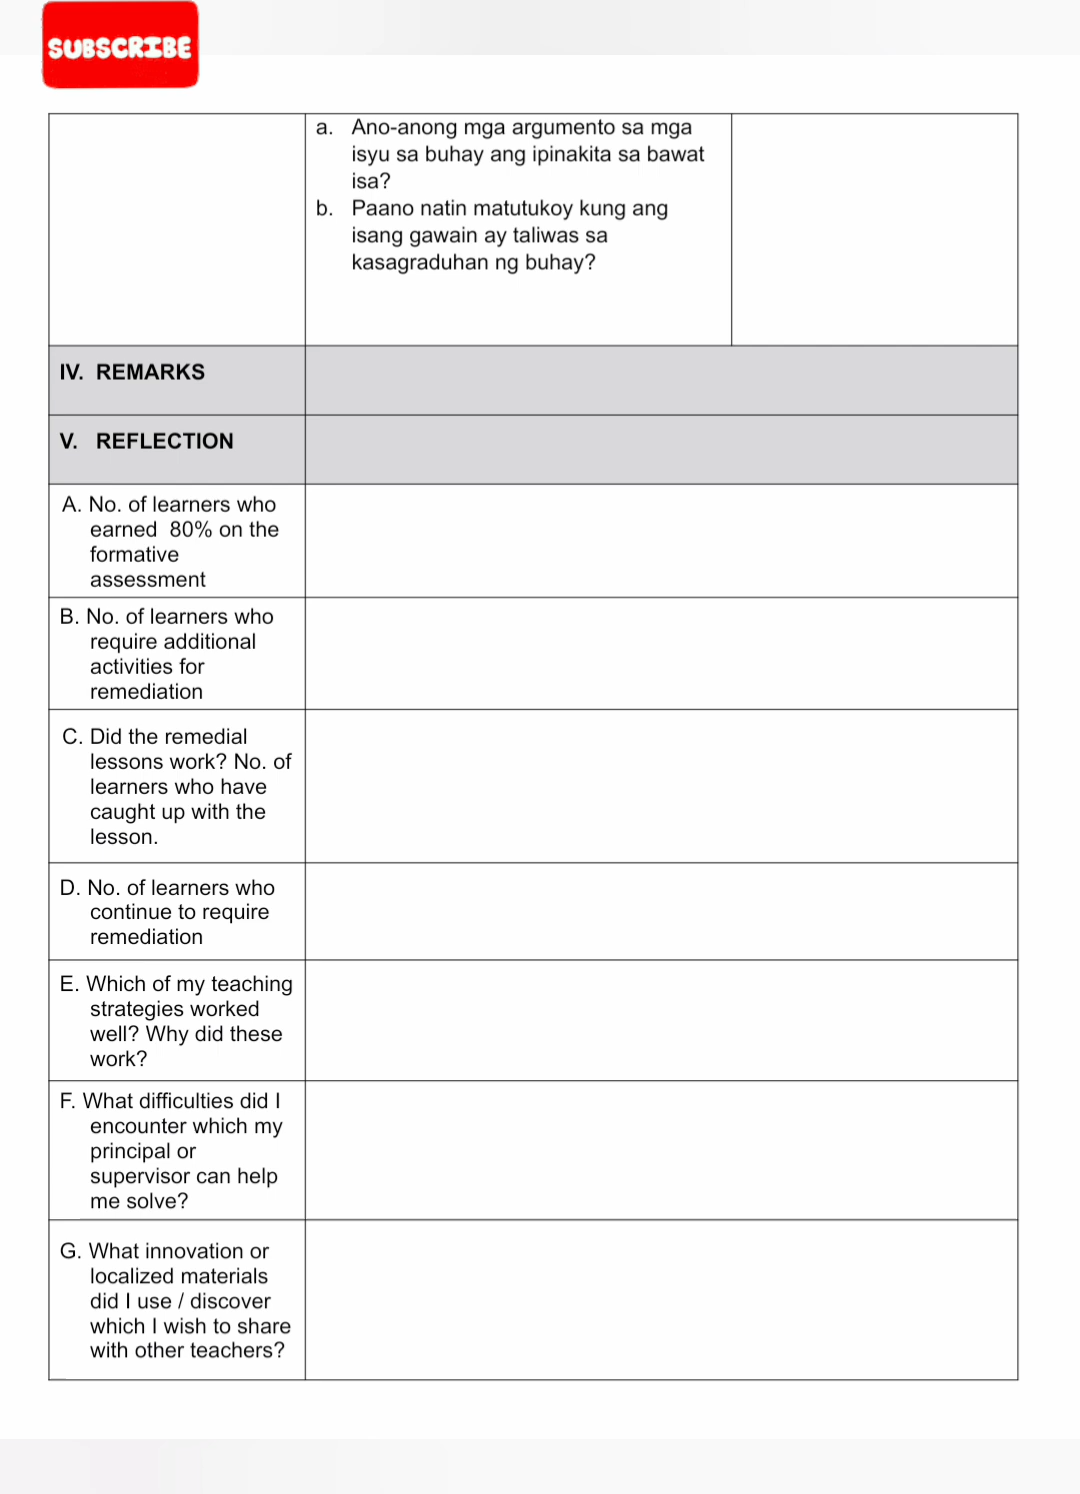 SUBSCRIBE
a. Ano-anong mga argumento sa mga
isyu sa buhay ang ipinakita sa bawat
isa?
b. Paano natin matutukoy kung ang
isang gawain ay taliwas sa
kasagraduhan ng buhay?
IV. REMARKS
V. REFLECTION
A. No. of learners who
earned 80% on the
formative
assessment
B. No. of learners who
require additional
activities for
remediation
C. Did the remedial
lessons work? No. of
learners who have
caught up with the
lesson.
D. No. of learners who
continue to require
remediation
E. Which of my teaching
strategies worked
well? Why did these
work?
F. What difficulties did I
encounter which my
principal or
supervisor can help
me solve?
G. What innovation or
localized materials
did I use / discover
which I wish to share
with other teachers?